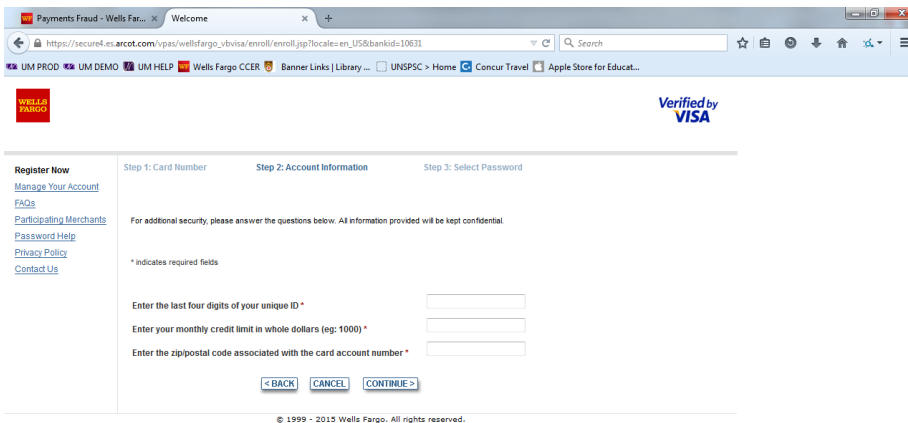 Payments Fraud - Wells Far...
Welcome
https://secure4.es.arcot.com/vpas/wellsfargo_vbvisa/enroll/enroll.jsp?locale=en_US&bankid=10631
Search
UM PROD UM DEMO UM HELP Wells Fargo CCER Banner Links | Library ... UNSPSC > Home Concur Travel Apple Store for Educat...
WELLS
FARGO
Verified by
VISA
Register Now
Manage Your Account
FAQs
Participating Merchants
Password Help
Privacy Policy
Contact Us
Step 1: Card Number Step 2: Account Information Step 3: Select Password
For additional security, please answer the questions below. All information provided will be kept confidential.
* indicates required fields
Enter the last four digits of your unique ID *
Enter your monthly credit limit in whole dollars (eg: 1000) *
Enter the zip/postal code associated with the card account number *
< BACK CANCEL CONTINUE >
© 1999 - 2015 Wells Fargo. All rights reserved.